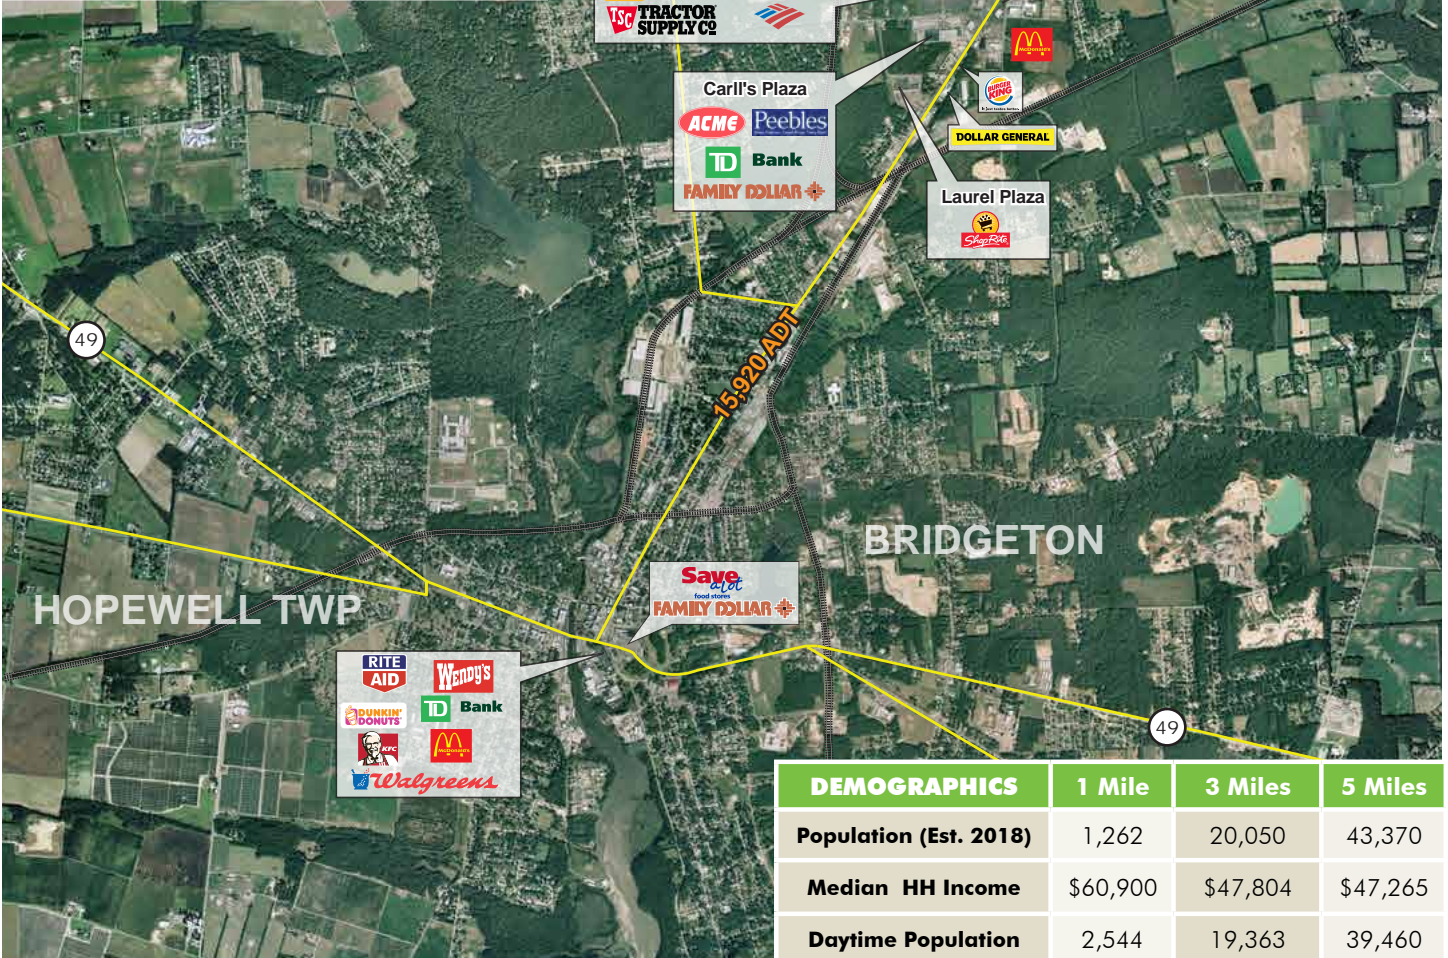 TSC TRACTOR
SUPPLY CO
McDonald's
BURGER
KING
Carll's Plaza
ACME Peebles
TD Bank
FAMILY DOLLAR
DOLLAR GENERAL
Laurel Plaza
ShopRite
49
15,920 ADT
BRIDGETON
HOPEWELL TWP
Save
a lot
food stores
FAMILY DOLLAR
RITE
AID
WENDY'S
DUNKIN'
DONUTS
TD Bank
KFC
McDonald's
Walgreens
49
DEMOGRAPHICS 1 Mile 3 Miles 5 Miles
Population (Est. 2018) 1,262 20,050 43,370
Median HH Income $60,900 $47,804 $47,265
Daytime Population 2,544 19,363 39,460